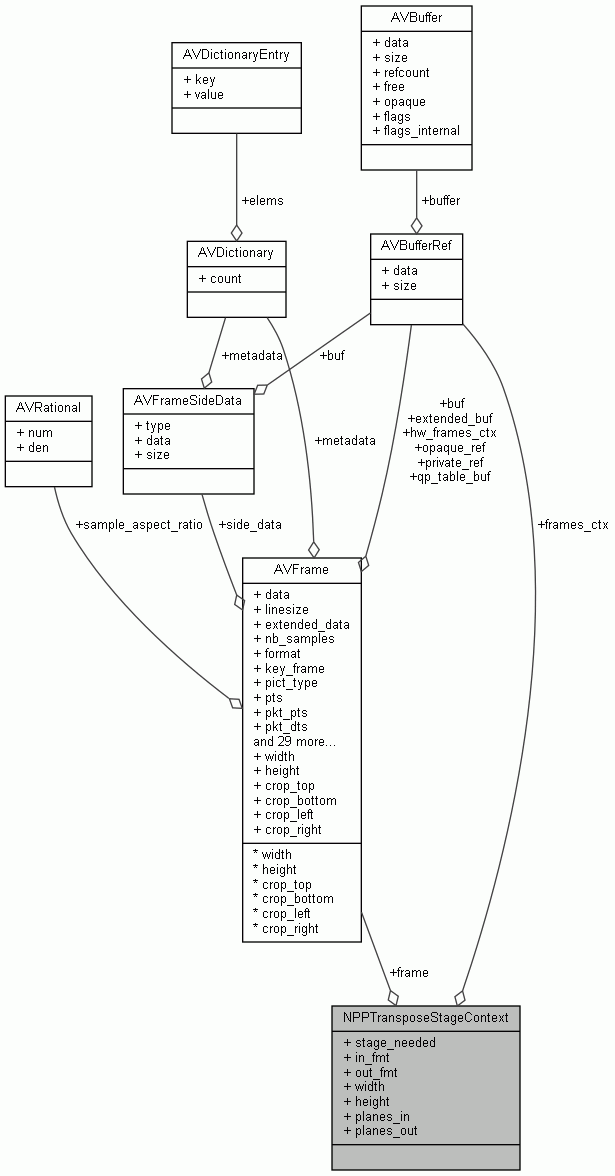 AVBuffer
+ data
+ size
+ refcount
+ free
+ opaque
+ flags
+ flags_internal
AVDictionaryEntry
+ key
+ value
+elems
+buffer
AVDictionary
+ count
AVBufferRef
+ data
+ size
+metadata
+buf
AVRational
+ num
+ den
AVFrameSideData
+ type
+ data
+ size
+metadata
+buf
+extended_buf
+hw_frames_ctx
+opaque_ref
+private_ref
+qp_table_buf
+sample_aspect_ratio
+side_data
+frames_ctx
AVFrame
+ data
+ linesize
+ extended_data
+ nb_samples
+ format
+ key_frame
+ pict_type
+ pts
+ pkt_pts
+ pkt_dts
and 29 more...
+ width
+ height
+ crop_top
+ crop_bottom
+ crop_left
+ crop_right
* width
* height
* crop_top
* crop_bottom
* crop_left
* crop_right
+frame
NPPTransposeStageContext
+ stage_needed
+ in_fmt
+ out_fmt
+ width
+ height
+ planes_in
+ planes_out